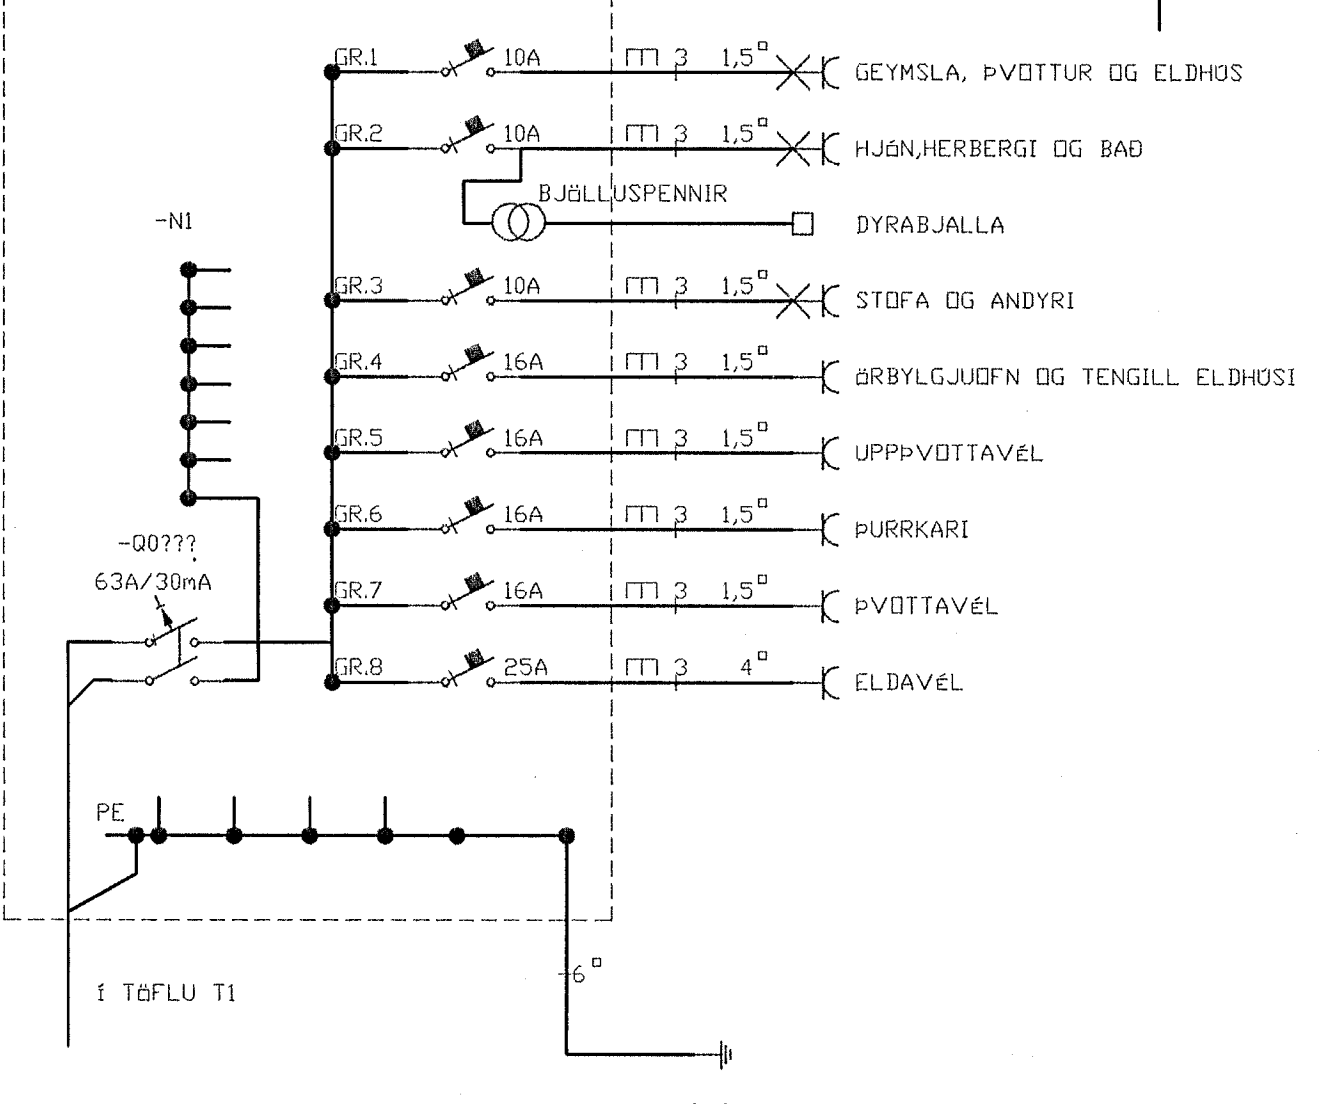 GR.1 10A 3 1,5□ GEYMSLA, ÞVOTTUR OG ELDHÚS
GR.2 10A 3 1,5□ HJÓN,HERBERGI OG BAÐ
BJÖLLUSPENNIR
DYRABJALLA
-N1
GR.3 10A 3 1,5□ STOFA OG ANDYRI
GR.4 16A 3 1,5□ ÖRBYLGJUOFN OG TENGILL ELDHÚSI
GR.5 16A 3 1,5□ UPPÞVOTTAVÉL
GR.6 16A 3 1,5□ ÞURRKARI
-Q0???
63A/30mA
GR.7 16A 3 1,5□ ÞVOTTAVÉL
GR.8 25A 3 4□ ELDAVÉL
PE
6□
Í TÖFLU T1